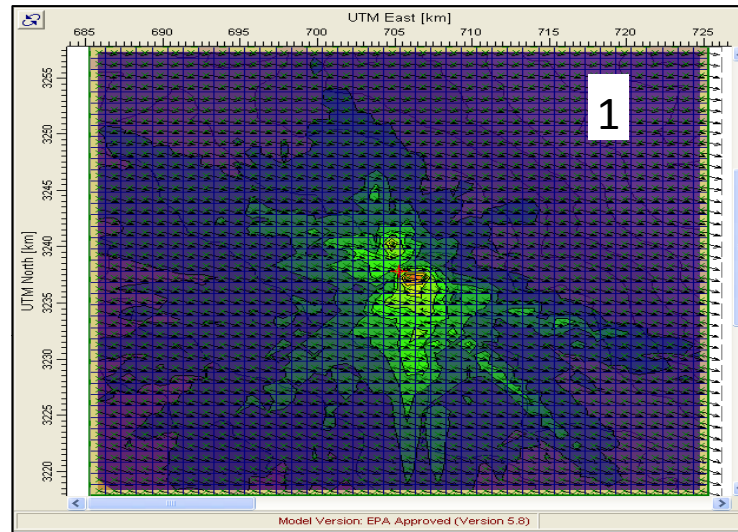 UTM East [km]
685 690 695 700 705 710 715 720 725
1
UTM North [km]
3255
3250
3245
3240
3235
3230
3225
3220
Model Version: EPA Approved (Version 5.8)